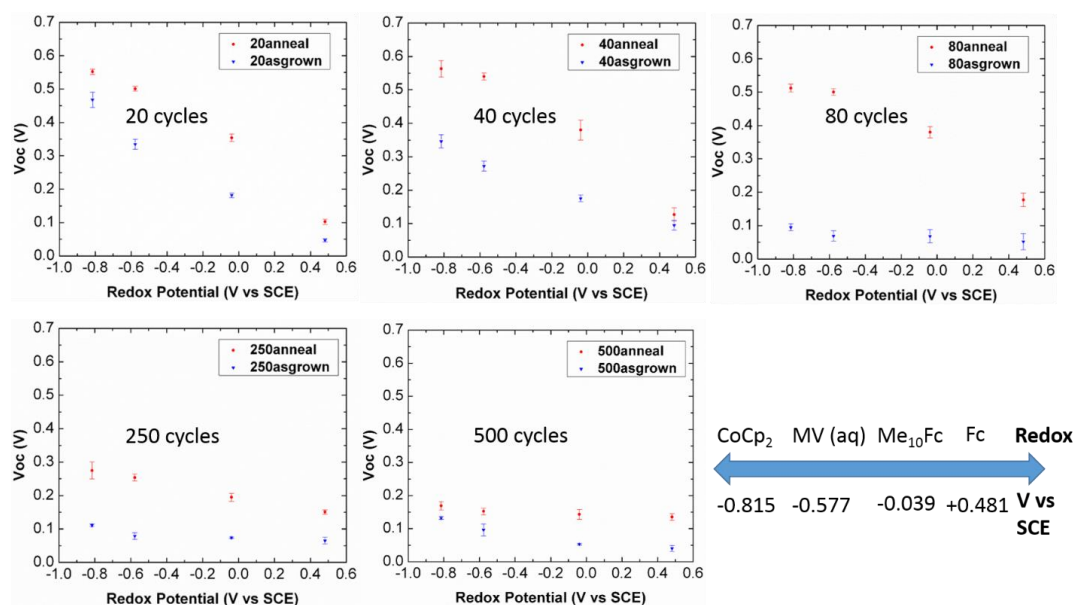 0.7
0.6
0.5
0.4
0.3
0.2
0.1
0.0
Voc (V)
20anneal
20asgrown
20 cycles
-1.0 -0.8 -0.6 -0.4 -0.2 0.0 0.2 0.4 0.6
Redox Potential (V vs SCE)
0.7
0.6
0.5
0.4
0.3
0.2
0.1
0.0
Voc (V)
40anneal
40asgrown
40 cycles
-1.0 -0.8 -0.6 -0.4 -0.2 0.0 0.2 0.4 0.6
Redox Potential (V vs SCE)
0.7
0.6
0.5
0.4
0.3
0.2
0.1
0.0
Voc (V)
80anneal
80asgrown
80 cycles
-1.0 -0.8 -0.6 -0.4 -0.2 0.0 0.2 0.4 0.6
Redox Potential (V vs SCE)
0.7
0.6
0.5
0.4
0.3
0.2
0.1
0.0
Voc (V)
250anneal
250asgrown
250 cycles
-1.0 -0.8 -0.6 -0.4 -0.2 0.0 0.2 0.4 0.6
Redox Potential (V vs SCE)
0.7
0.6
0.5
0.4
0.3
0.2
0.1
0.0
Voc (V)
500anneal
500asgrown
500 cycles
-1.0 -0.8 -0.6 -0.4 -0.2 0.0 0.2 0.4 0.6
Redox Potential (V vs SCE)
CoCp₂ MV (aq) Me₁₀Fc Fc Redox
-0.815 -0.577 -0.039 +0.481 V vs
SCE